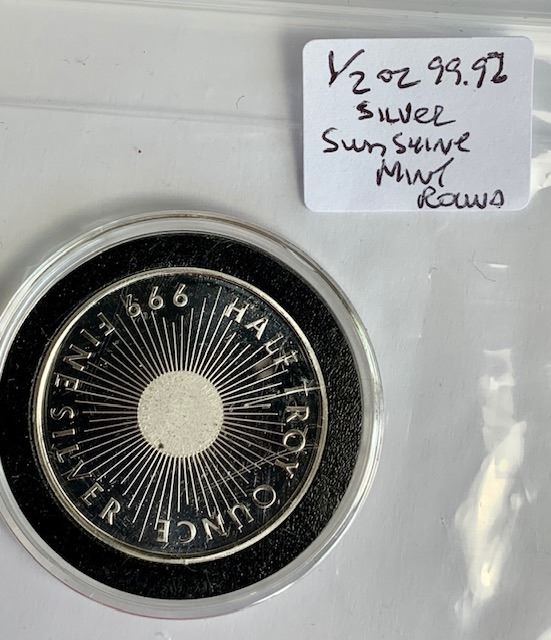 1/2 oz 99.9%
SILVER
SunSHINE
MINT
ROUND
HALF TROY OUNCE
FINE SILVER
999